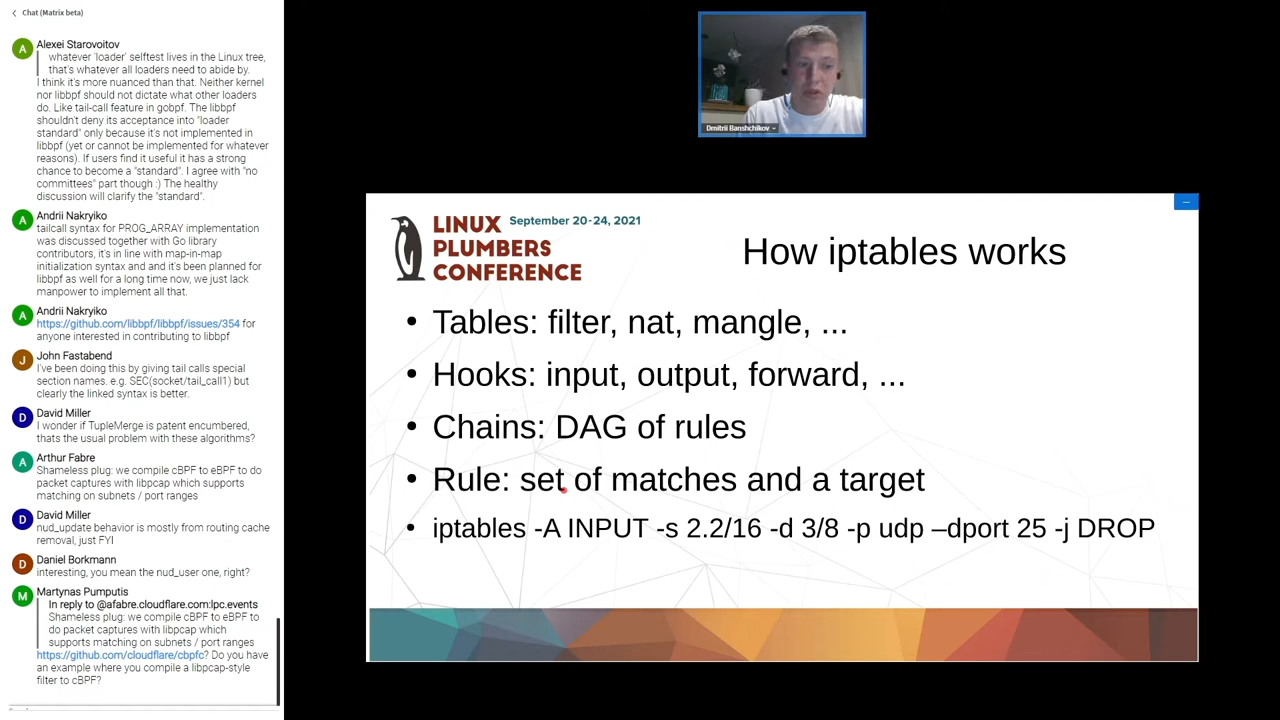 Chat (Matrix beta)
A
Alexei Starovoitov
whatever 'loader' selftest lives in the Linux tree,
that's whatever all loaders need to abide by.
I think it's more nuanced than that. Neither kernel
nor libbpf should not dictate what other loaders
do. Like tail-call feature in gobpf. The libbpf
shouldn't deny its acceptance into "loader
standard" only because it's not implemented in
libbpf (yet or cannot be implemented for whatever
reasons). If users find it useful it has a strong
chance to become a "standard". I agree with "no
committees" part though :) The healthy
discussion will clarify the "standard".
A
Andrii Nakryiko
tailcall syntax for PROG_ARRAY implementation
was discussed together with Go library
contributors, it's in line with map-in-map
initialization syntax and and it's been planned for
libbpf as well for a long time now, we just lack
manpower to implement all that.
A
Andrii Nakryiko
https://github.com/libbpf/libbpf/issues/354 for
anyone interested in contributing to libbpf
J
John Fastabend
I've been doing this by giving tail calls special
section names. e.g. SEC(socket/tail_call1) but
clearly the linked syntax is better.
D
David Miller
I wonder if TupleMerge is patent encumbered,
thats the usual problem with these algorithms?
A
Arthur Fabre
Shameless plug: we compile cBPF to eBPF to do
packet captures with libpcap which supports
matching on subnets / port ranges
D
David Miller
nud_update behavior is mostly from routing cache
removal, just FYI
D
Daniel Borkmann
interesting, you mean the nud_user one, right?
M
Martynas Pumputis
In reply to @afabre.cloudflare.com:lpc.events
Shameless plug: we compile cBPF to eBPF to
do packet captures with libpcap which
supports matching on subnets / port ranges
https://github.com/cloudflare/cbpfc? Do you have
an example where you compile a libpcap-style
filter to cBPF?
Dmitrii Banshchikov
LINUX September 20-24, 2021
PLUMBERS
CONFERENCE
How iptables works
• Tables: filter, nat, mangle, ...
• Hooks: input, output, forward, ...
• Chains: DAG of rules
• Rule: set of matches and a target
• iptables -A INPUT -s 2.2/16 -d 3/8 -p udp –dport 25 -j DROP